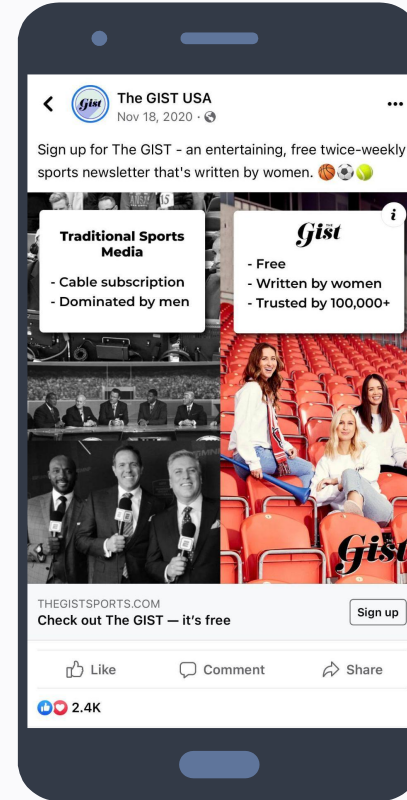 Gist
The GIST USA
Nov 18, 2020 ·
Sign up for The GIST - an entertaining, free twice-weekly
sports newsletter that's written by women. 🏀⚽🎾
15
Traditional Sports
Media
- Cable subscription
- Dominated by men
i
Gist
- Free
- Written by women
- Trusted by 100,000+
Gist
THEGISTSPORTS.COM
Check out The GIST — it's free
Sign up
Like
Comment
Share
2.4K